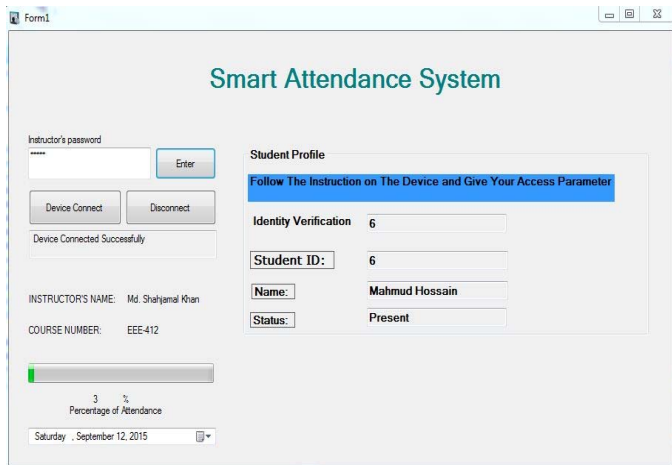 Form1
Smart Attendance System
Instructor's password
Enter
Device Connect
Disconnect
Device Connected Successfully
INSTRUCTOR'S NAME: Md. Shahjamal Khan
COURSE NUMBER: EEE-412
3 %
Percentage of Attendance
Saturday , September 12, 2015
Student Profile
Follow The Instruction on The Device and Give Your Access Parameter
Identity Verification 6
Student ID: 6
Name: Mahmud Hossain
Status: Present